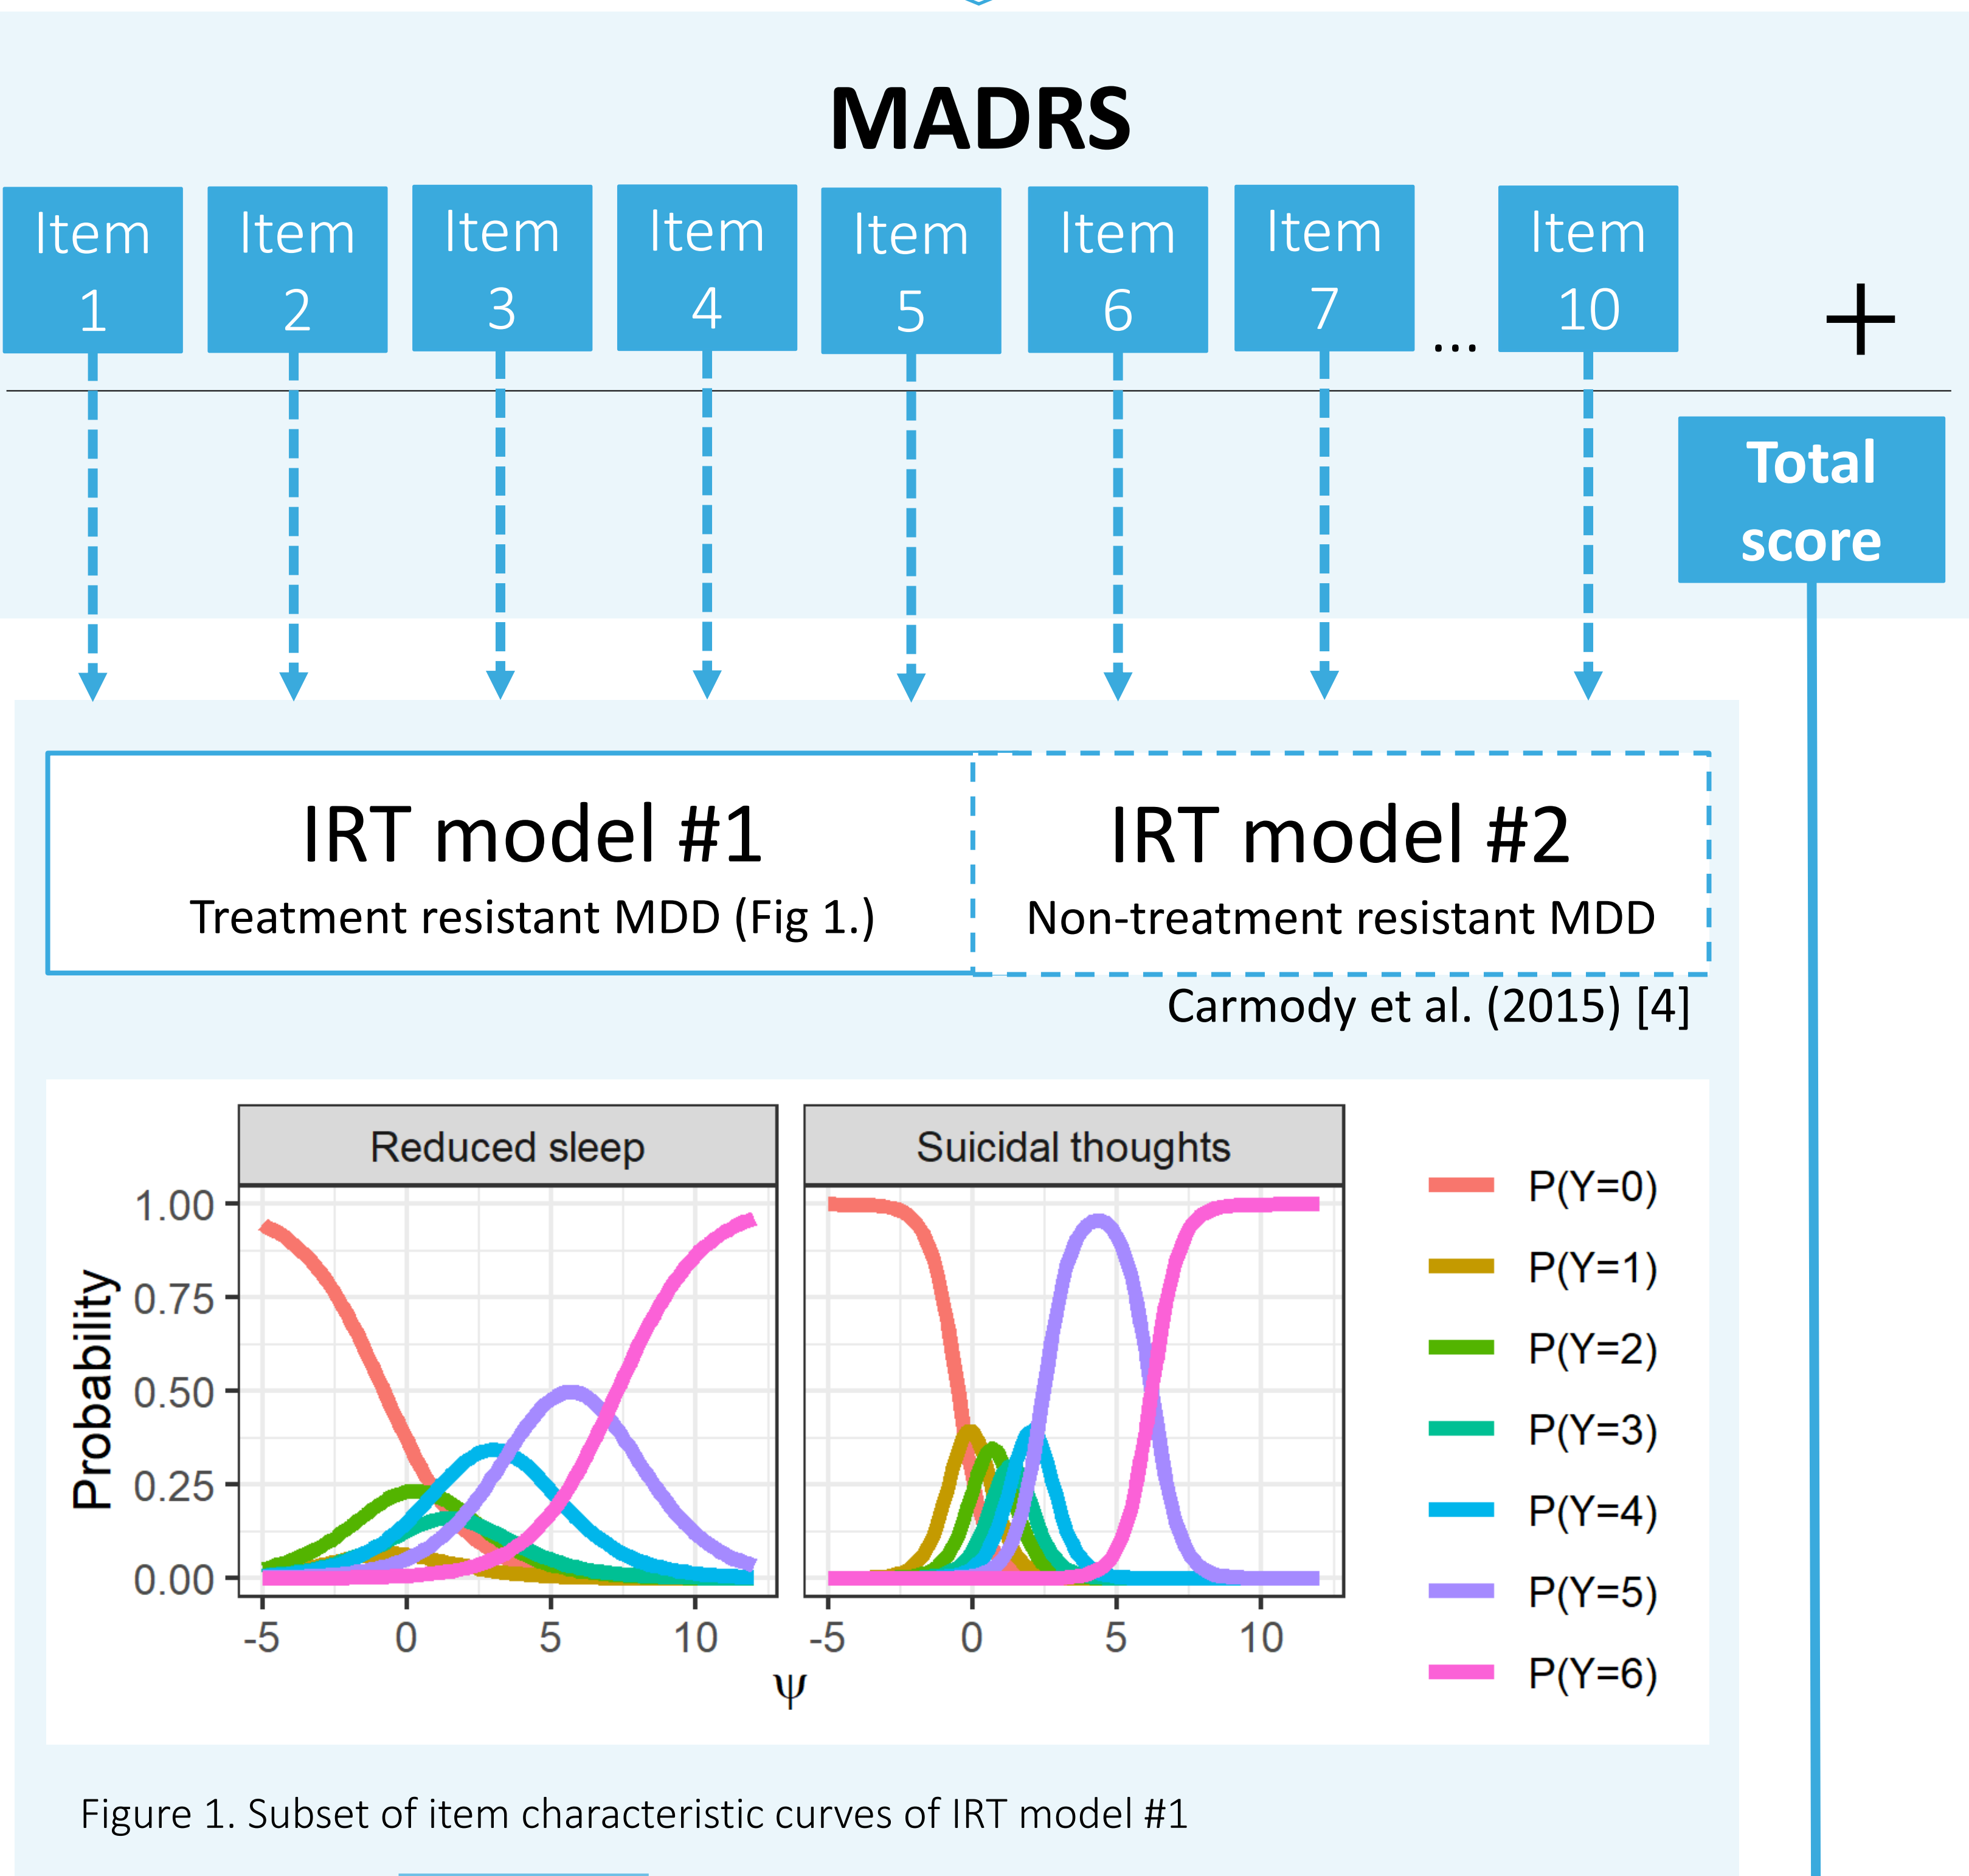 MADRS
Item
1
Item
2
Item
3
Item
4
Item
5
Item
6
Item
7
...
Item
10
+
Total
score
IRT model #1
Treatment resistant MDD (Fig 1.)
IRT model #2
Non-treatment resistant MDD
Carmody et al. (2015) [4]
Reduced sleep
Suicidal thoughts
Probability
1.00
0.75
0.50
0.25
0.00
-5 0 5 10
-5 0 5 10
ψ
P(Y=0)
P(Y=1)
P(Y=2)
P(Y=3)
P(Y=4)
P(Y=5)
P(Y=6)
Figure 1. Subset of item characteristic curves of IRT model #1